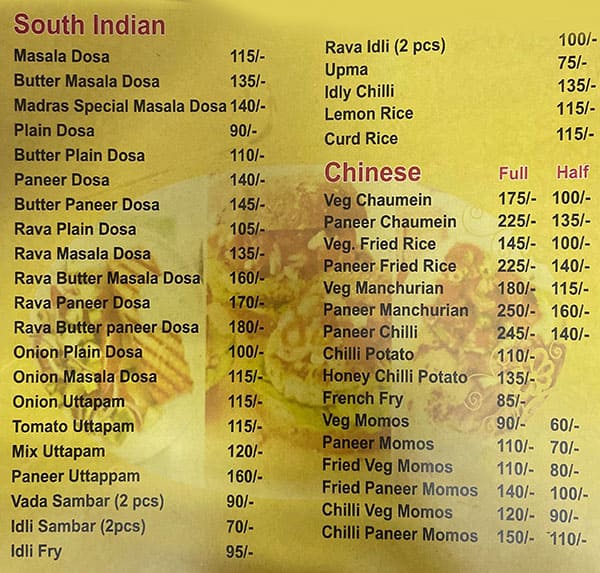 South Indian
Masala Dosa 115/-
Butter Masala Dosa 135/-
Madras Special Masala Dosa 140/-
Plain Dosa 90/-
Butter Plain Dosa 110/-
Paneer Dosa 140/-
Butter Paneer Dosa 145/-
Rava Plain Dosa 105/-
Rava Masala Dosa 135/-
Rava Butter Masala Dosa 160/-
Rava Paneer Dosa 170/-
Rava Butter paneer Dosa 180/-
Onion Plain Dosa 100/-
Onion Masala Dosa 115/-
Onion Uttapam 115/-
Tomato Uttapam 115/-
Mix Uttapam 120/-
Paneer Uttappam 160/-
Vada Sambar (2 pcs) 90/-
Idli Sambar (2pcs) 70/-
Idli Fry 95/-
Rava Idli (2 pcs) 100/-
Upma 75/-
Idly Chilli 135/-
Lemon Rice 115/-
Curd Rice 115/-
Chinese Full Half
Veg Chaumein 175/- 100/-
Paneer Chaumein 225/- 135/-
Veg. Fried Rice 145/- 100/-
Paneer Fried Rice 225/- 140/-
Veg Manchurian 180/- 115/-
Paneer Manchurian 250/- 160/-
Paneer Chilli 245/- 140/-
Chilli Potato 110/-
Honey Chilli Potato 135/-
French Fry 85/-
Veg Momos 90/- 60/-
Paneer Momos 110/- 70/-
Fried Veg Momos 110/- 80/-
Fried Paneer Momos 140/- 100/-
Chilli Veg Momos 120/- 90/-
Chilli Paneer Momos 150/- 110/-